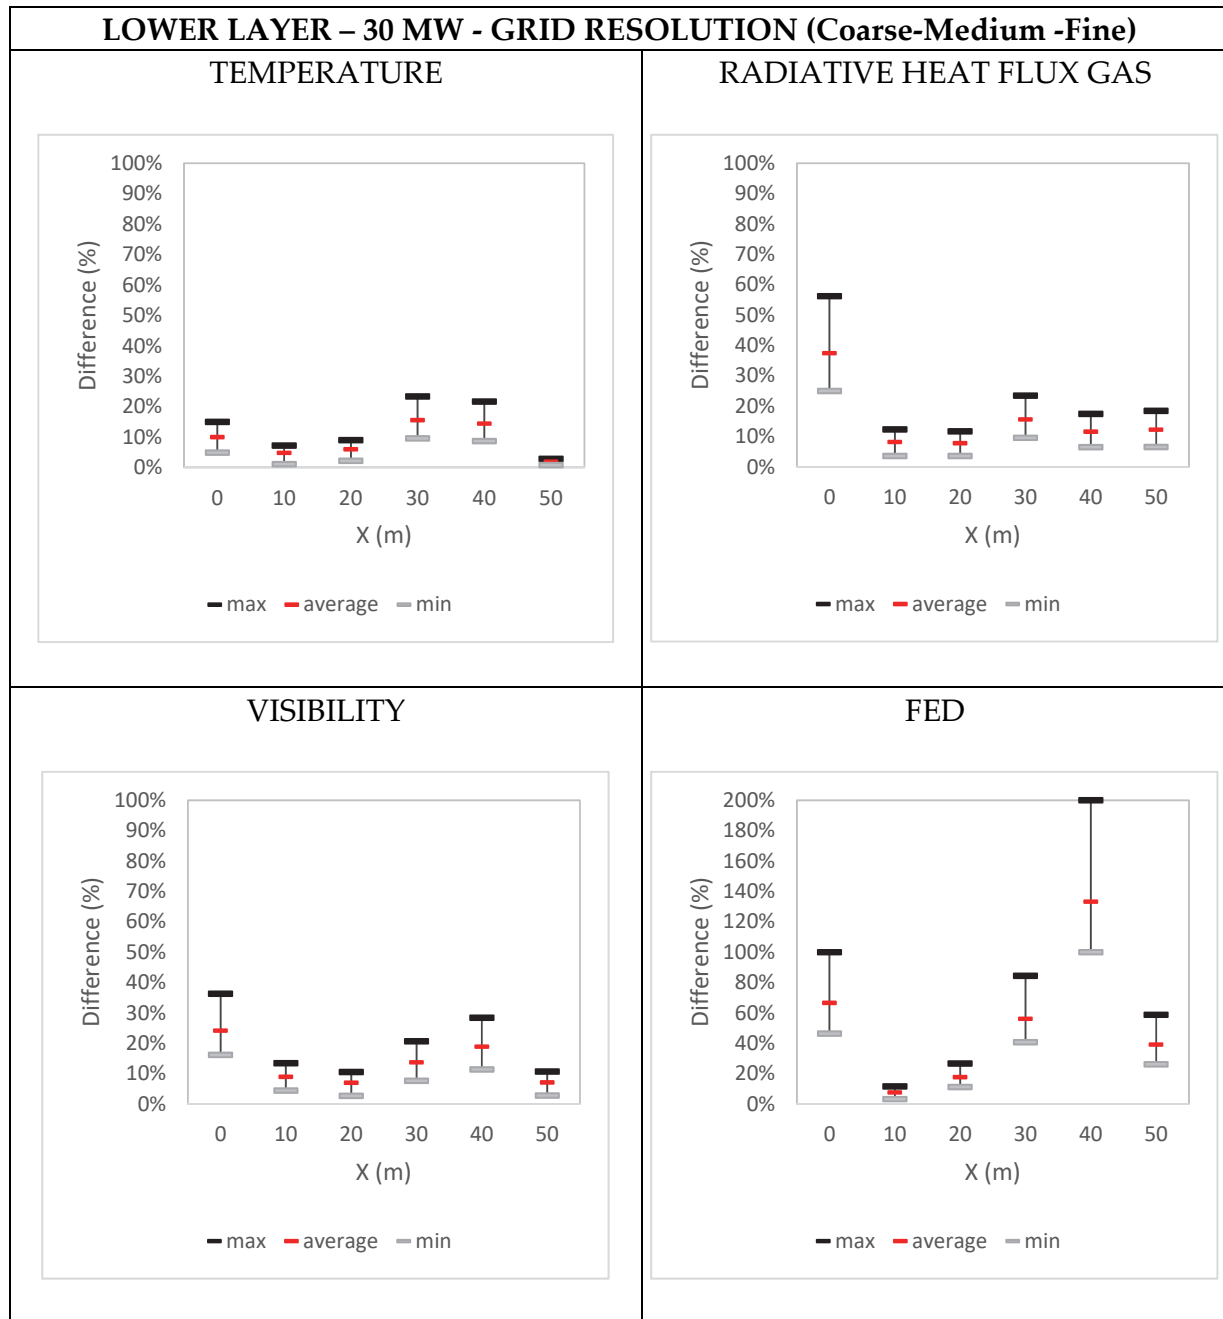 LOWER LAYER – 30 MW - GRID RESOLUTION (Coarse-Medium -Fine)
TEMPERATURE
100%
90%
80%
70%
60%
50%
40%
30%
20%
10%
0%
Difference (%)
0 10 20 30 40 50
X (m)
max average min
RADIATIVE HEAT FLUX GAS
100%
90%
80%
70%
60%
50%
40%
30%
20%
10%
0%
Difference (%)
0 10 20 30 40 50
X (m)
max average min
VISIBILITY
100%
90%
80%
70%
60%
50%
40%
30%
20%
10%
0%
Difference (%)
0 10 20 30 40 50
X (m)
max average min
FED
200%
180%
160%
140%
120%
100%
80%
60%
40%
20%
0%
Difference (%)
0 10 20 30 40 50
X (m)
max average min